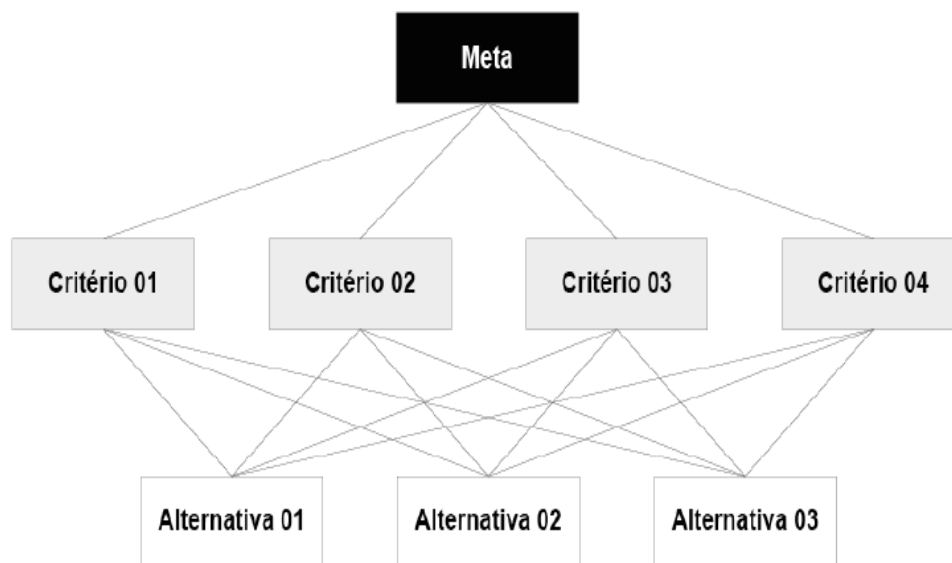 Meta
Critério 01
Critério 02
Critério 03
Critério 04
Alternativa 01
Alternativa 02
Alternativa 03